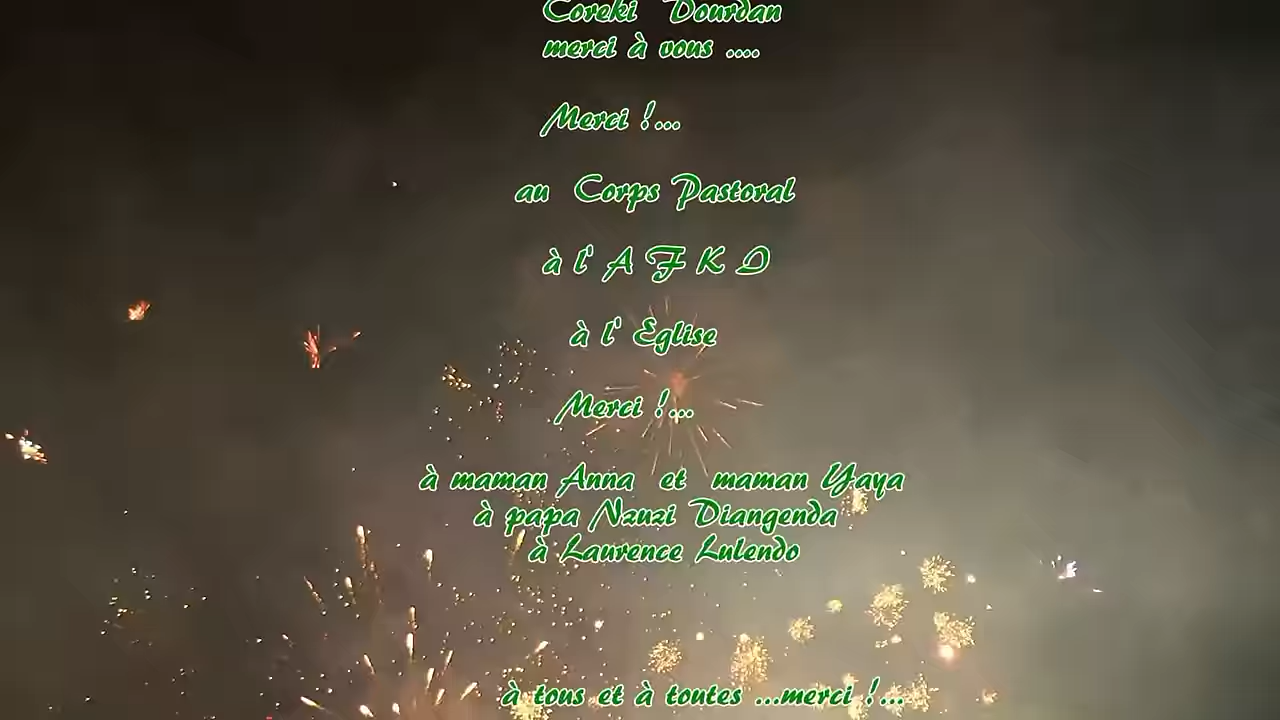 Coreki Dourdan
merci à vous ....
Merci !...
au Corps Pastoral
à l' A F K I
à l' Eglise
Merci !...
à maman Anna et maman Yaya
à papa Nzuzi Diangenda
à Laurence Lulendo
à tous et à toutes ...merci !...